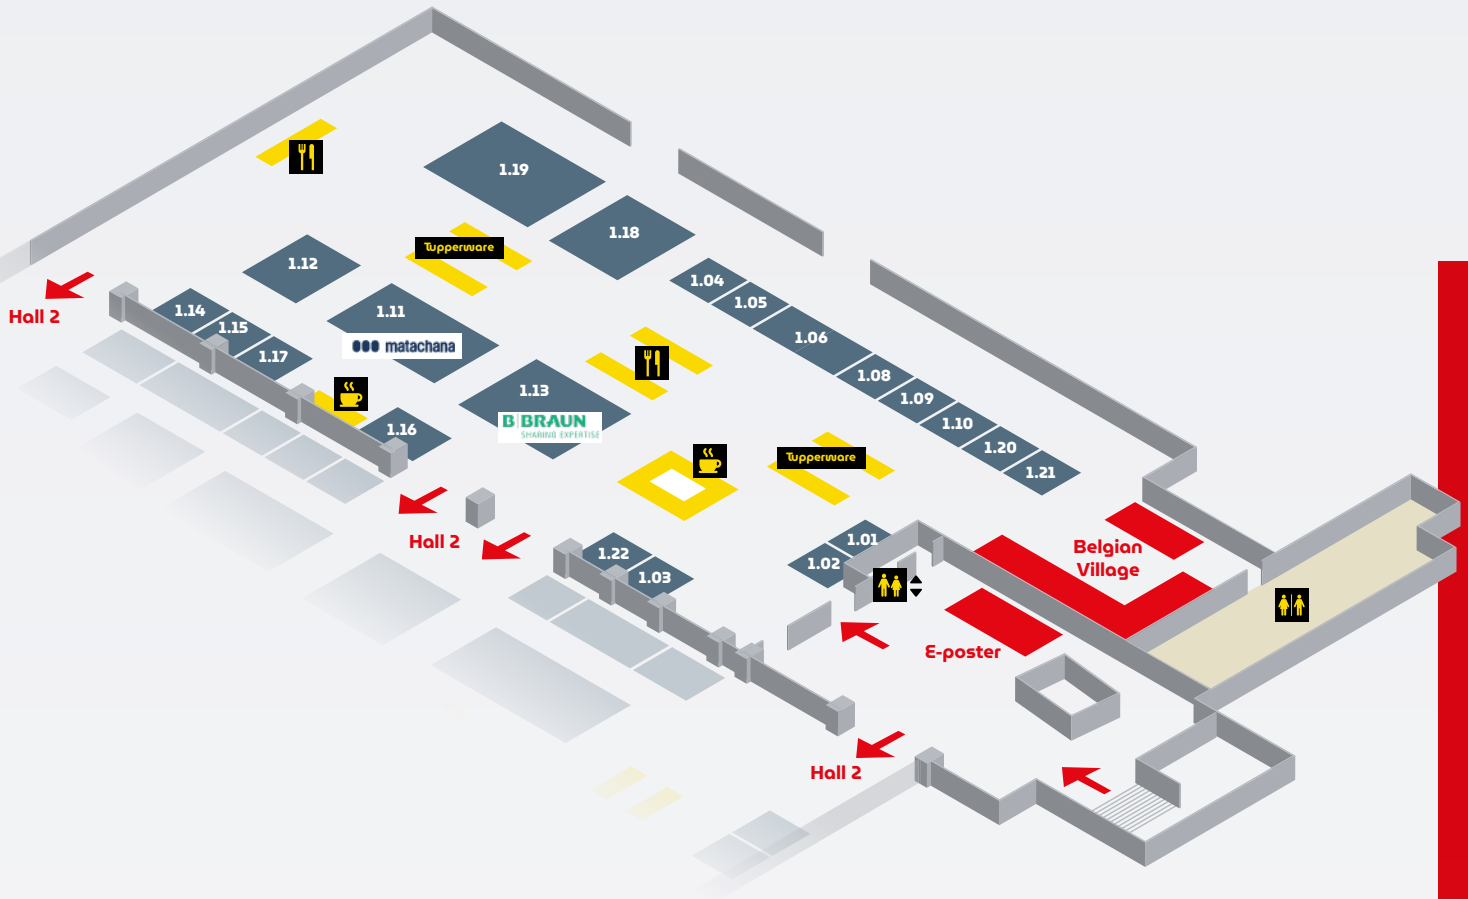 1.19
1.18
Tupperware
1.12
1.04
1.05
1.14
1.15
1.17
1.11
matachana
1.06
1.08
1.09
1.10
1.20
1.21
1.13
B|BRAUN
SHARING EXPERTISE
1.16
Tupperware
Hall 2
Hall 2
1.22
1.03
1.01
1.02
Belgian
Village
E-poster
Hall 2